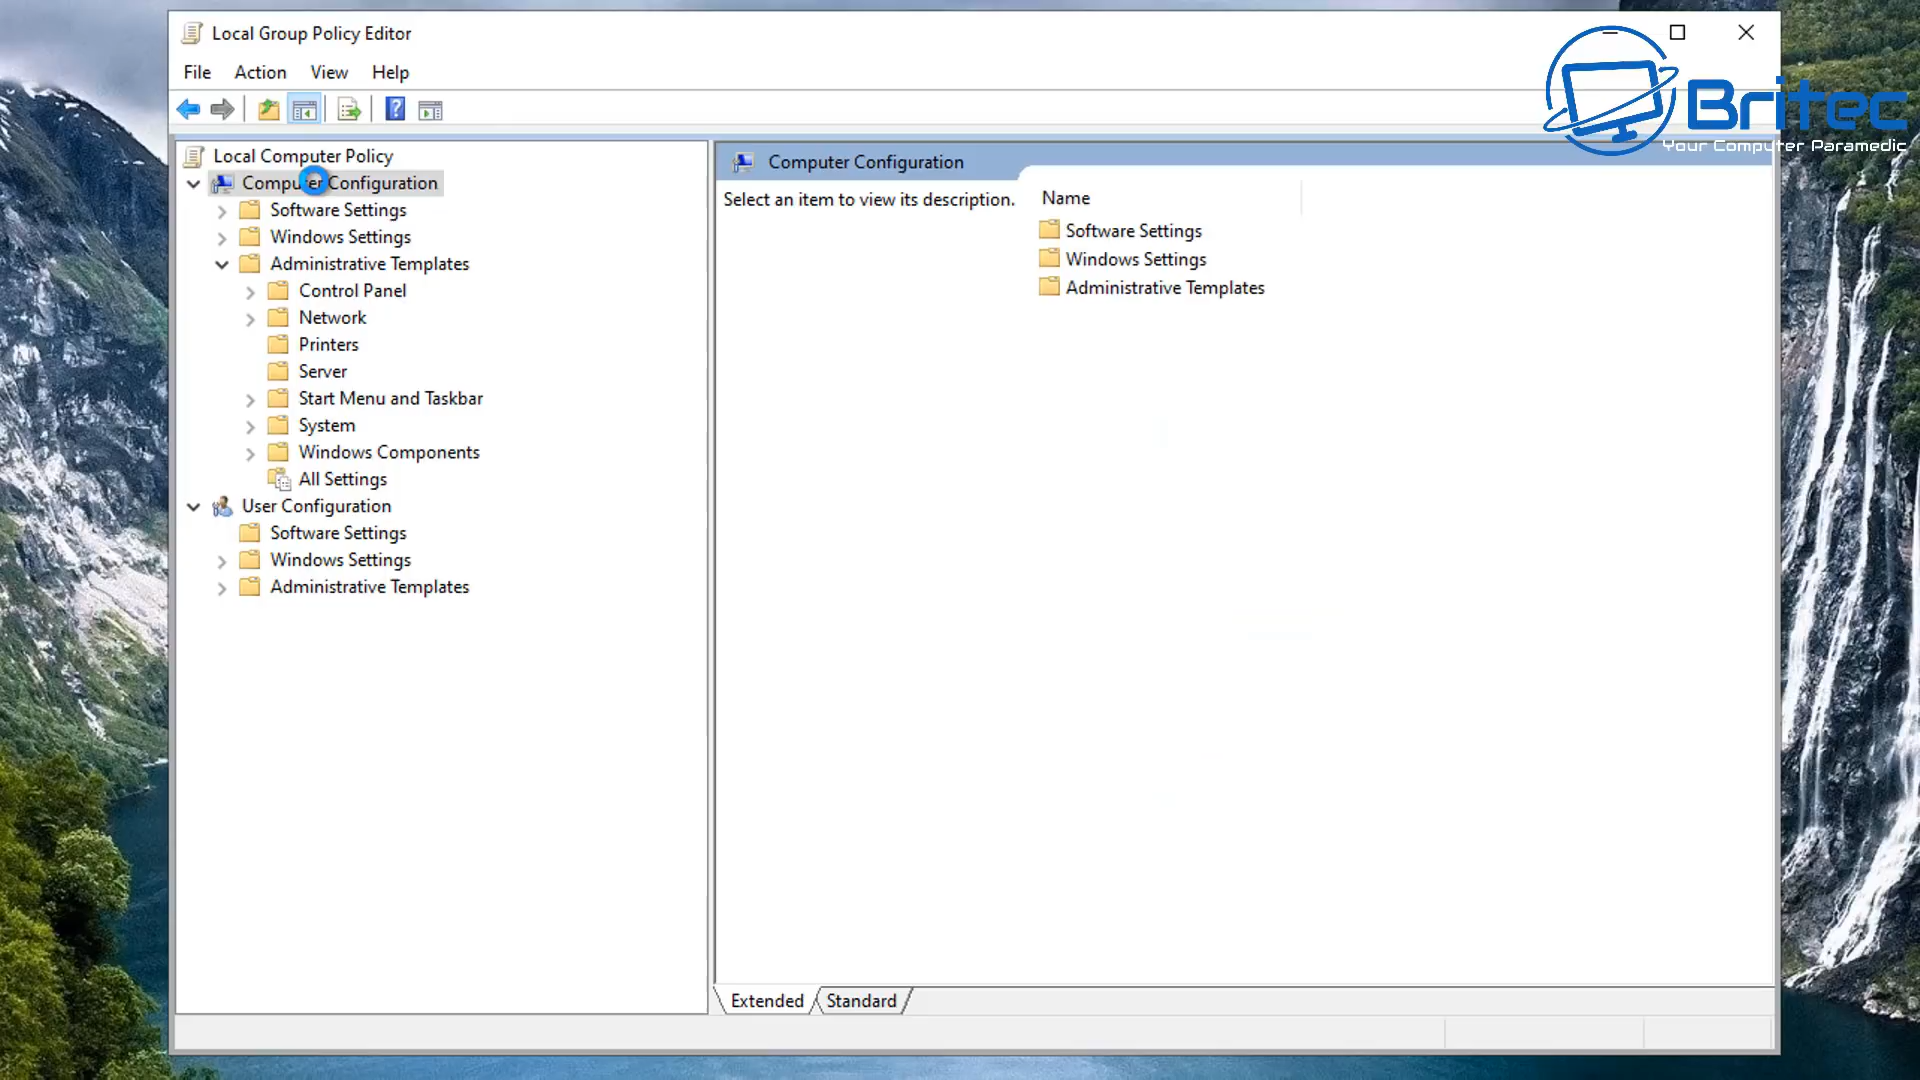 Local Group Policy Editor
File Action View Help
Britec
Your Computer Paramedic
Local Computer Policy
Computer Configuration
Software Settings
Windows Settings
Administrative Templates
Control Panel
Network
Printers
Server
Start Menu and Taskbar
System
Windows Components
All Settings
User Configuration
Software Settings
Windows Settings
Administrative Templates
Computer Configuration
Select an item to view its description.
Name
Software Settings
Windows Settings
Administrative Templates
Extended Standard